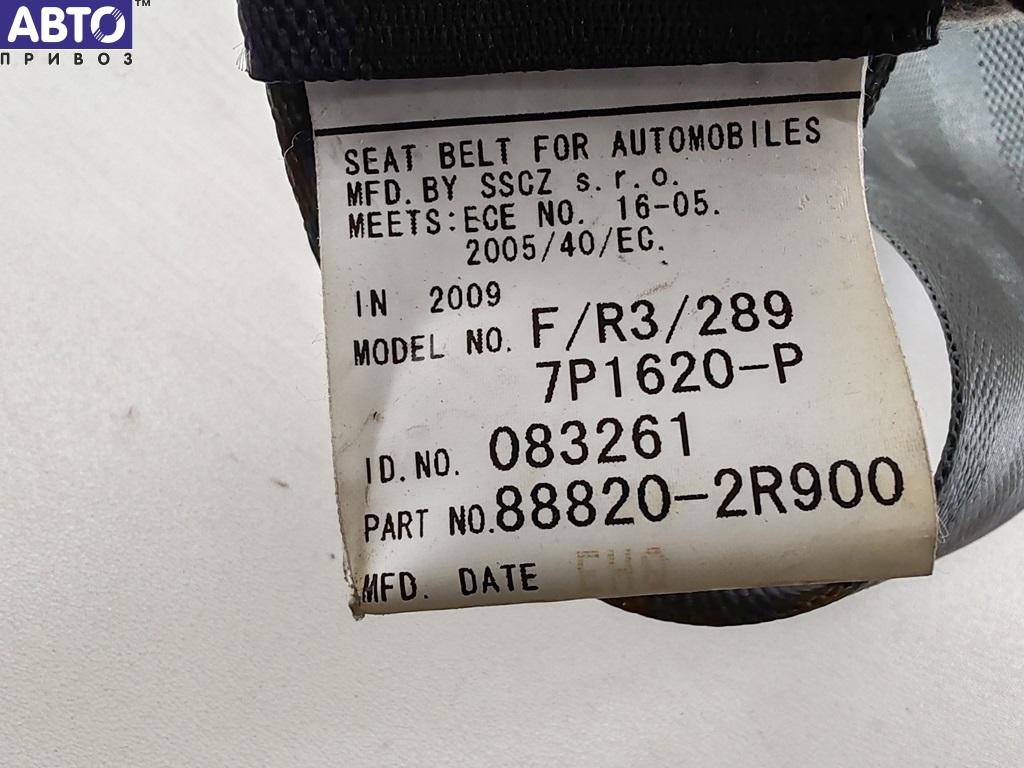 АВТО™
ПРИВОЗ
SEAT BELT FOR AUTOMOBILES
MFD. BY SSCZ s.r.o.
MEETS:ECE NO. 16-05.
2005/40/EC.
IN 2009
MODEL NO. F/R3/289
7P1620-P
ID.NO. 083261
PART NO.88820-2R900
MFD. DATE